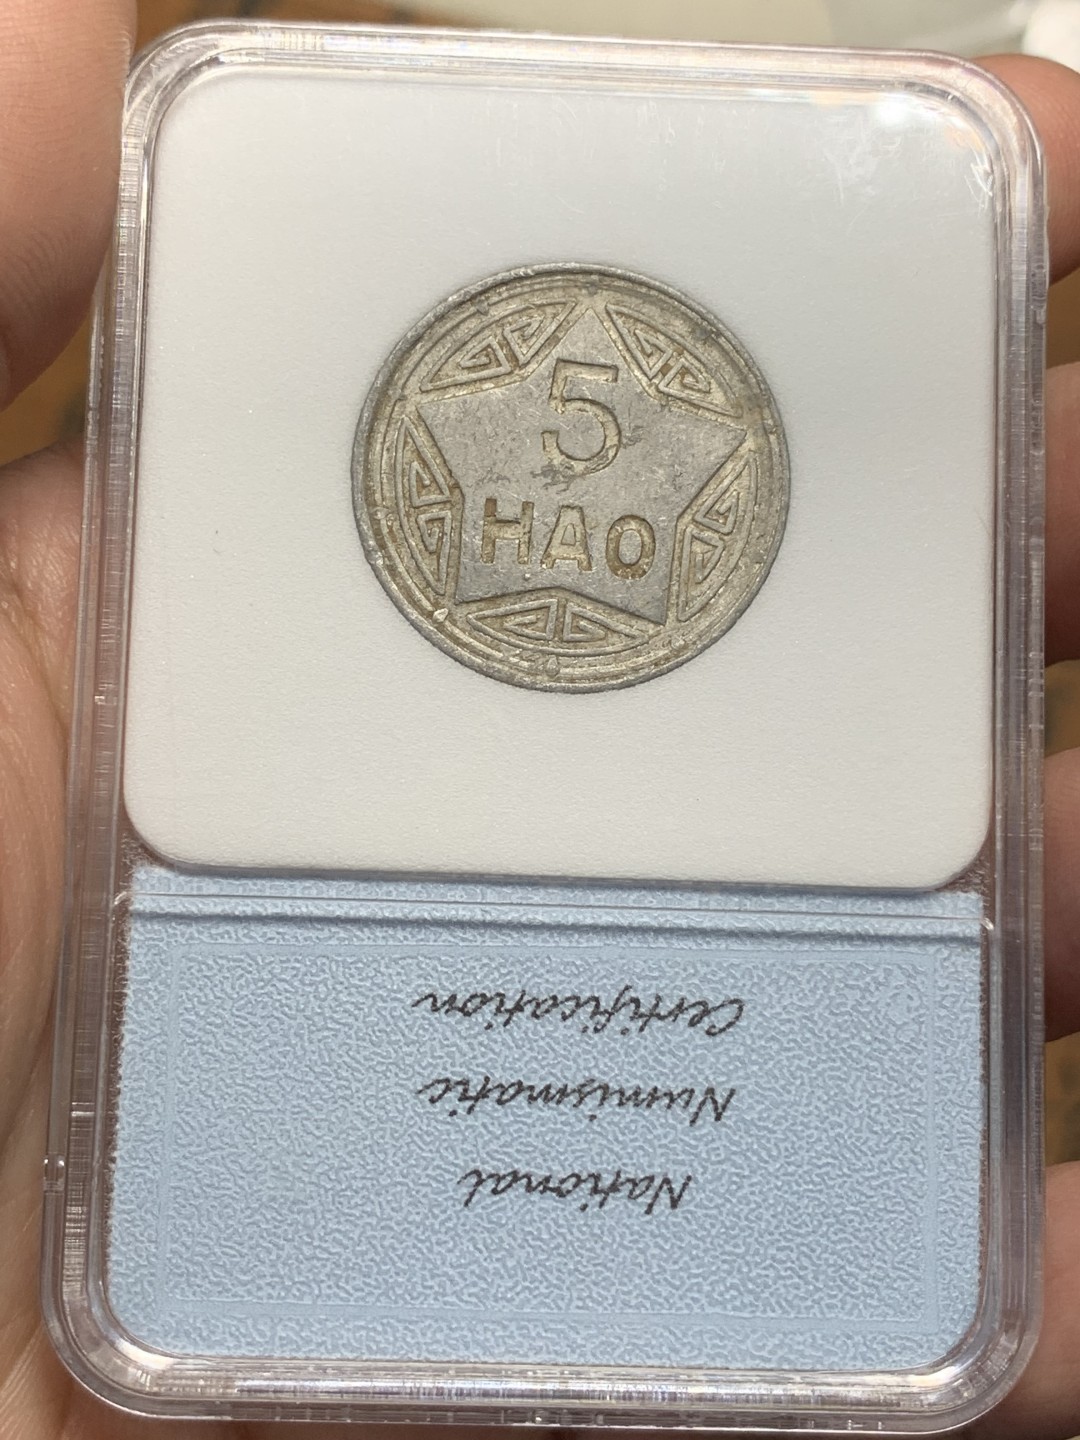 5
HAO
National
Numismatic
Certification